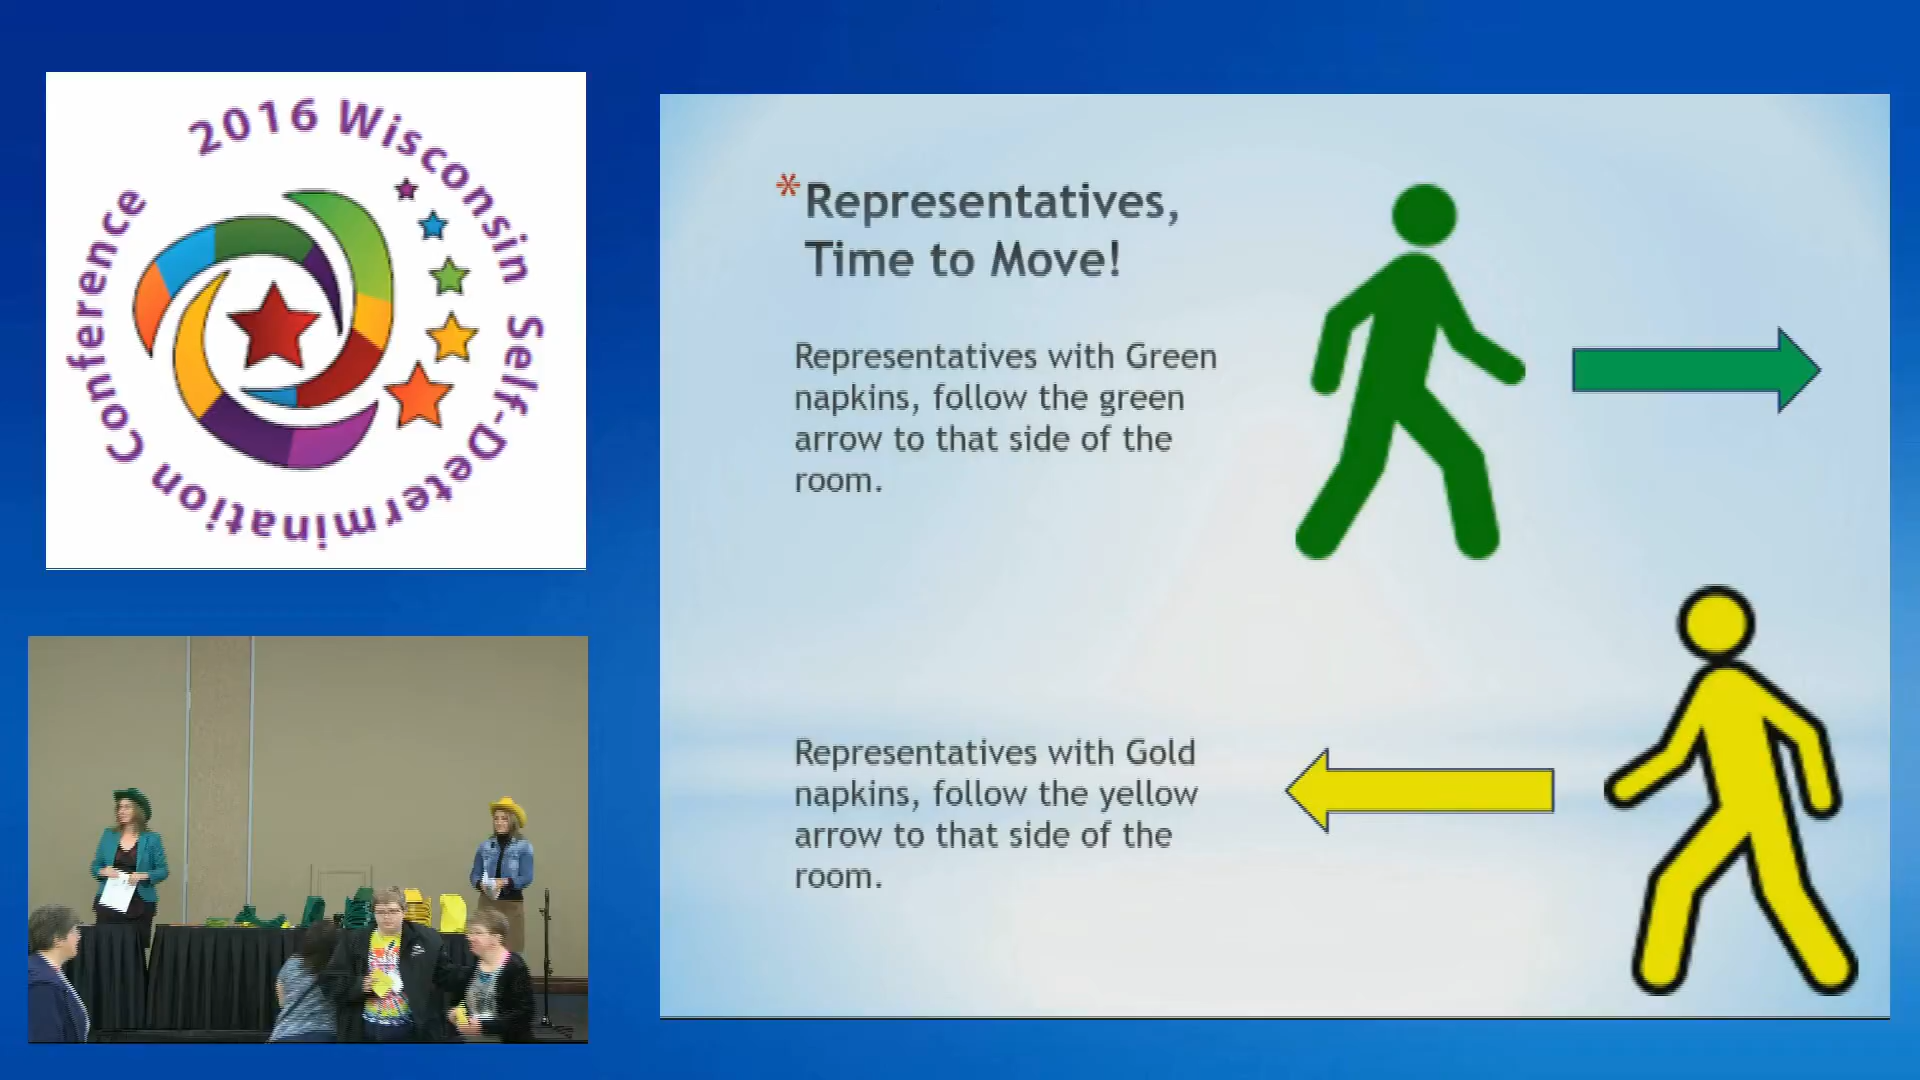 2016 Wisconsin Self-Determination Conference
*Representatives,
Time to Move!
Representatives with Green
napkins, follow the green
arrow to that side of the
room.
Representatives with Gold
napkins, follow the yellow
arrow to that side of the
room.